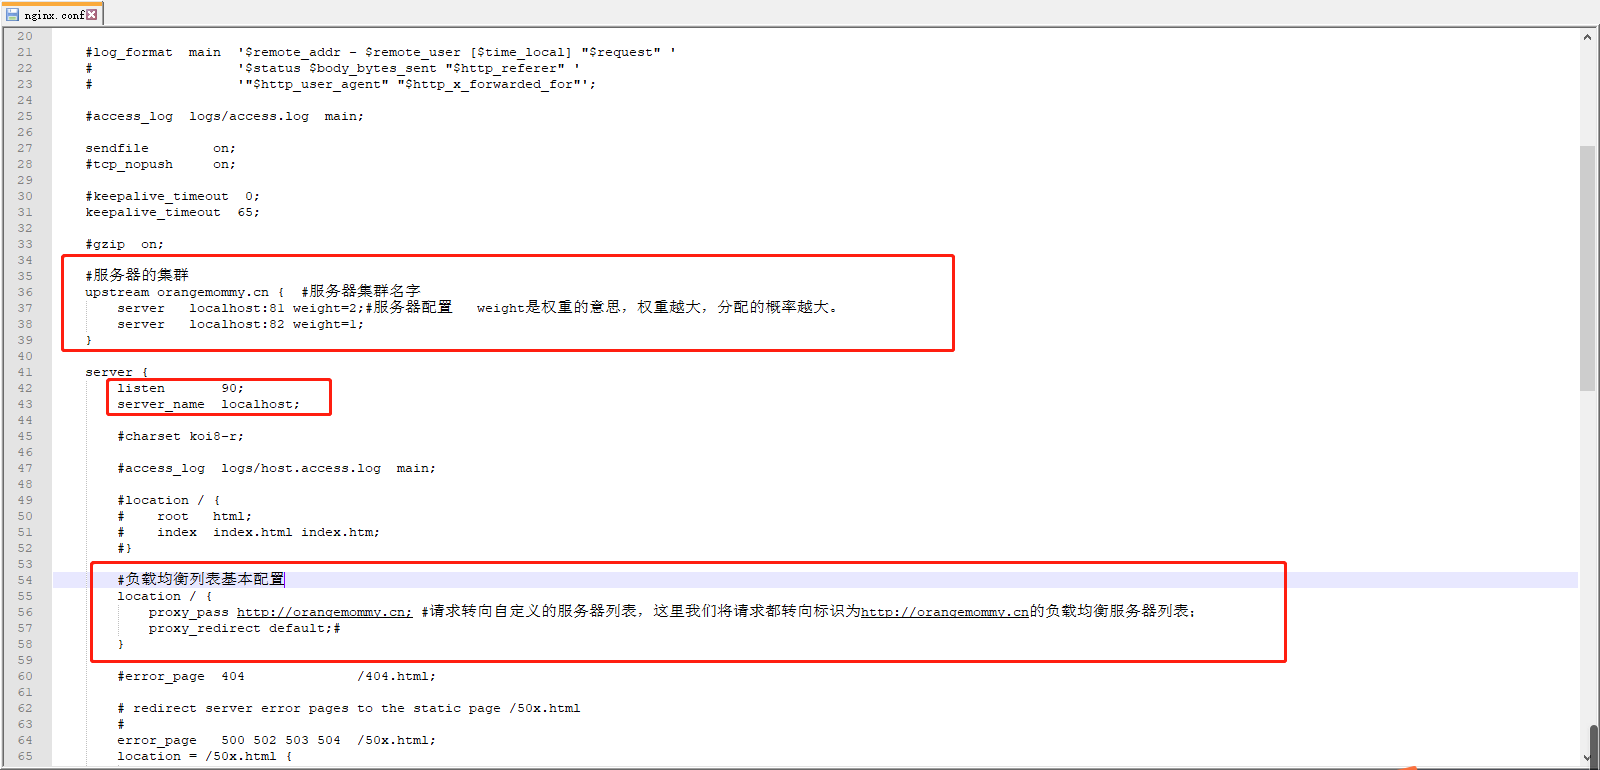 nginx.conf
20
21 #log_format  main  '$remote_addr - $remote_user [$time_local] "$request" '
22 #                  '$status $body_bytes_sent "$http_referer" '
23 #                  '"$http_user_agent" "$http_x_forwarded_for"';
24
25 #access_log  logs/access.log  main;
26
27 sendfile        on;
28 #tcp_nopush     on;
29
30 #keepalive_timeout  0;
31 keepalive_timeout  65;
32
33 #gzip  on;
34
35 #服务器的集群
36 upstream orangemommy.cn {  #服务器集群名字
37     server   localhost:81 weight=2;#服务器配置   weight是权重的意思，权重越大，分配的概率越大。
38     server   localhost:82 weight=1;
39 }
40
41 server {
42     listen       90;
43     server_name  localhost;
44
45     #charset koi8-r;
46
47     #access_log  logs/host.access.log  main;
48
49     #location / {
50     #    root   html;
51     #    index  index.html index.htm;
52     #}
53
54     #负载均衡列表基本配置
55     location / {
56         proxy_pass http://orangemommy.cn; #请求转向自定义的服务器列表，这里我们将请求都转向标识为http://orangemommy.cn的负载均衡服务器列表；
57         proxy_redirect default;#
58     }
59
60     #error_page  404              /404.html;
61
62     # redirect server error pages to the static page /50x.html
63     #
64     error_page   500 502 503 504  /50x.html;
65     location = /50x.html {